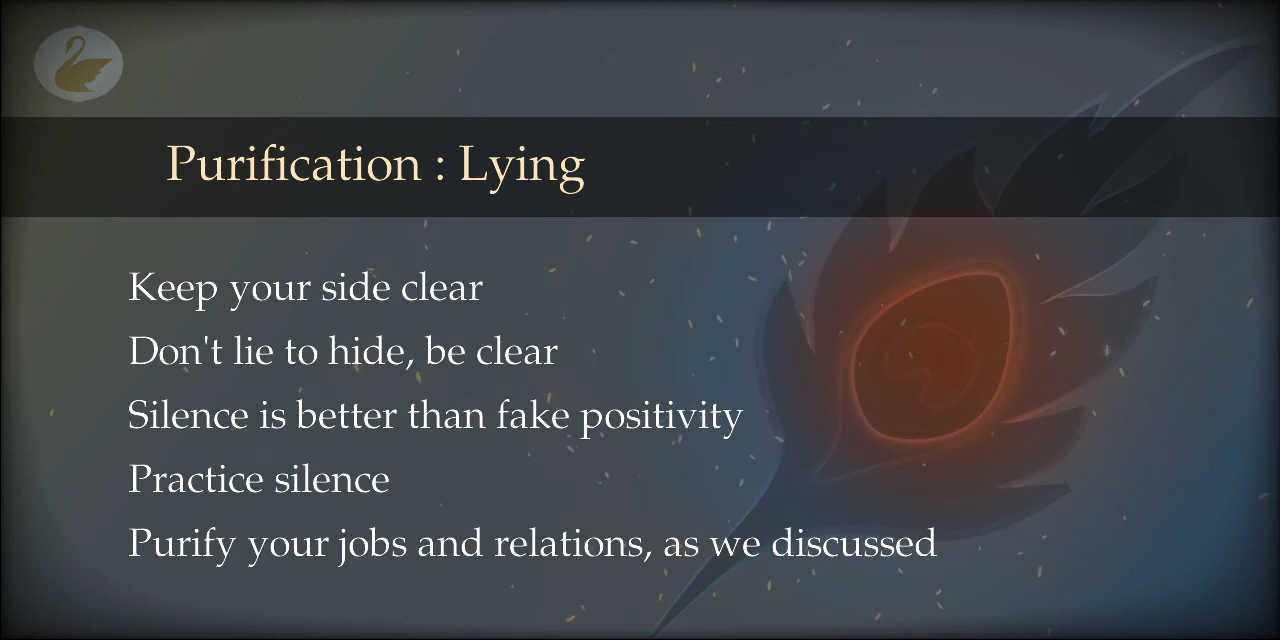 Purification : Lying
Keep your side clear
Don't lie to hide, be clear
Silence is better than fake positivity
Practice silence
Purify your jobs and relations, as we discussed